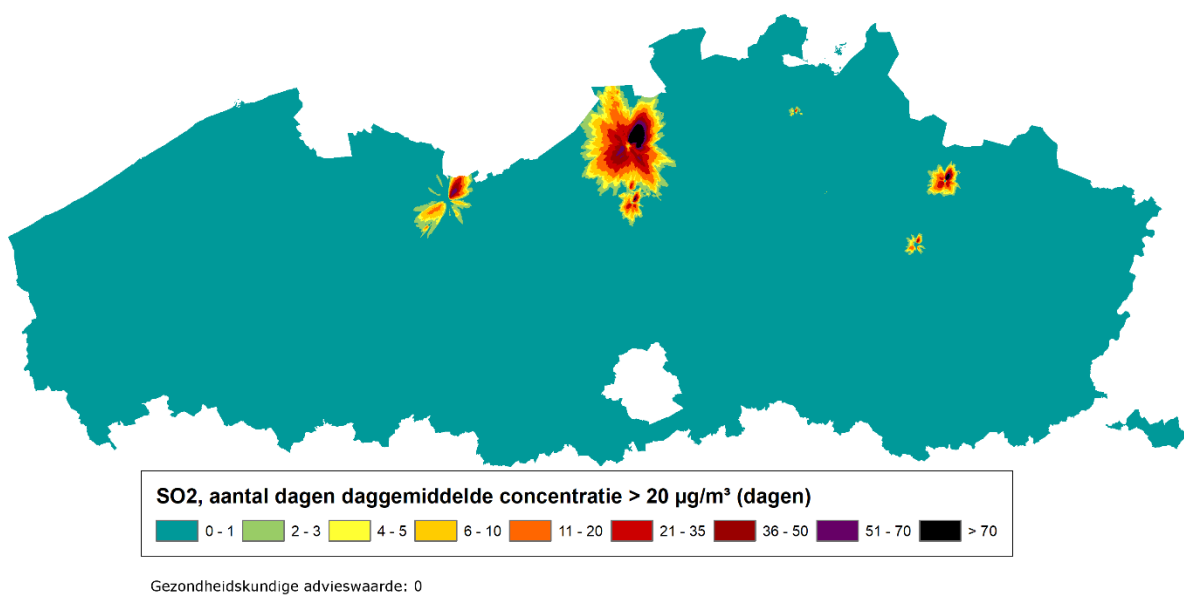 SO2, aantal dagen daggemiddelde concentratie > 20 µg/m³ (dagen)
0 - 1 2 - 3 4 - 5 6 - 10 11 - 20 21 - 35 36 - 50 51 - 70 > 70
Gezondheidskundige advieswaarde: 0